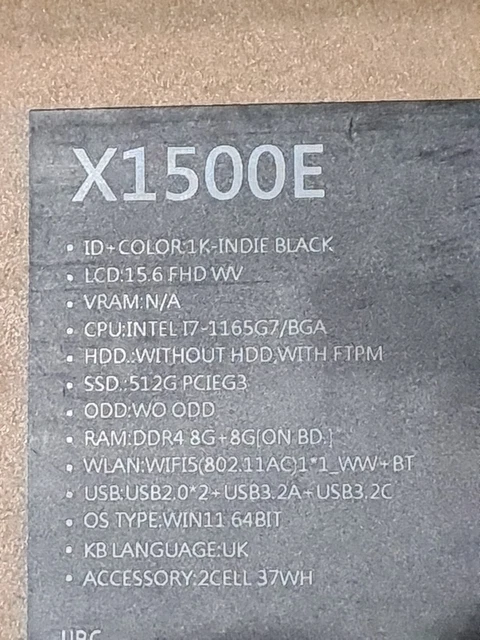 X1500E
• ID+COLOR:1K-INDIE BLACK
• LCD:15.6 FHD WV
• VRAM:N/A
• CPU:INTEL I7-1165G7/BGA
• HDD.:WITHOUT HDD,WITH FTPM
• SSD.:512G PCIEG3
• ODD:WO ODD
• RAM:DDR4 8G+8G[ON BD.]
• WLAN:WIFI5(802.11AC)1*1_WW+BT
• USB:USB2.0*2+USB3.2A+USB3.2C
• OS TYPE:WIN11 64BIT
• KB LANGUAGE:UK
• ACCESSORY:2CELL 37WH